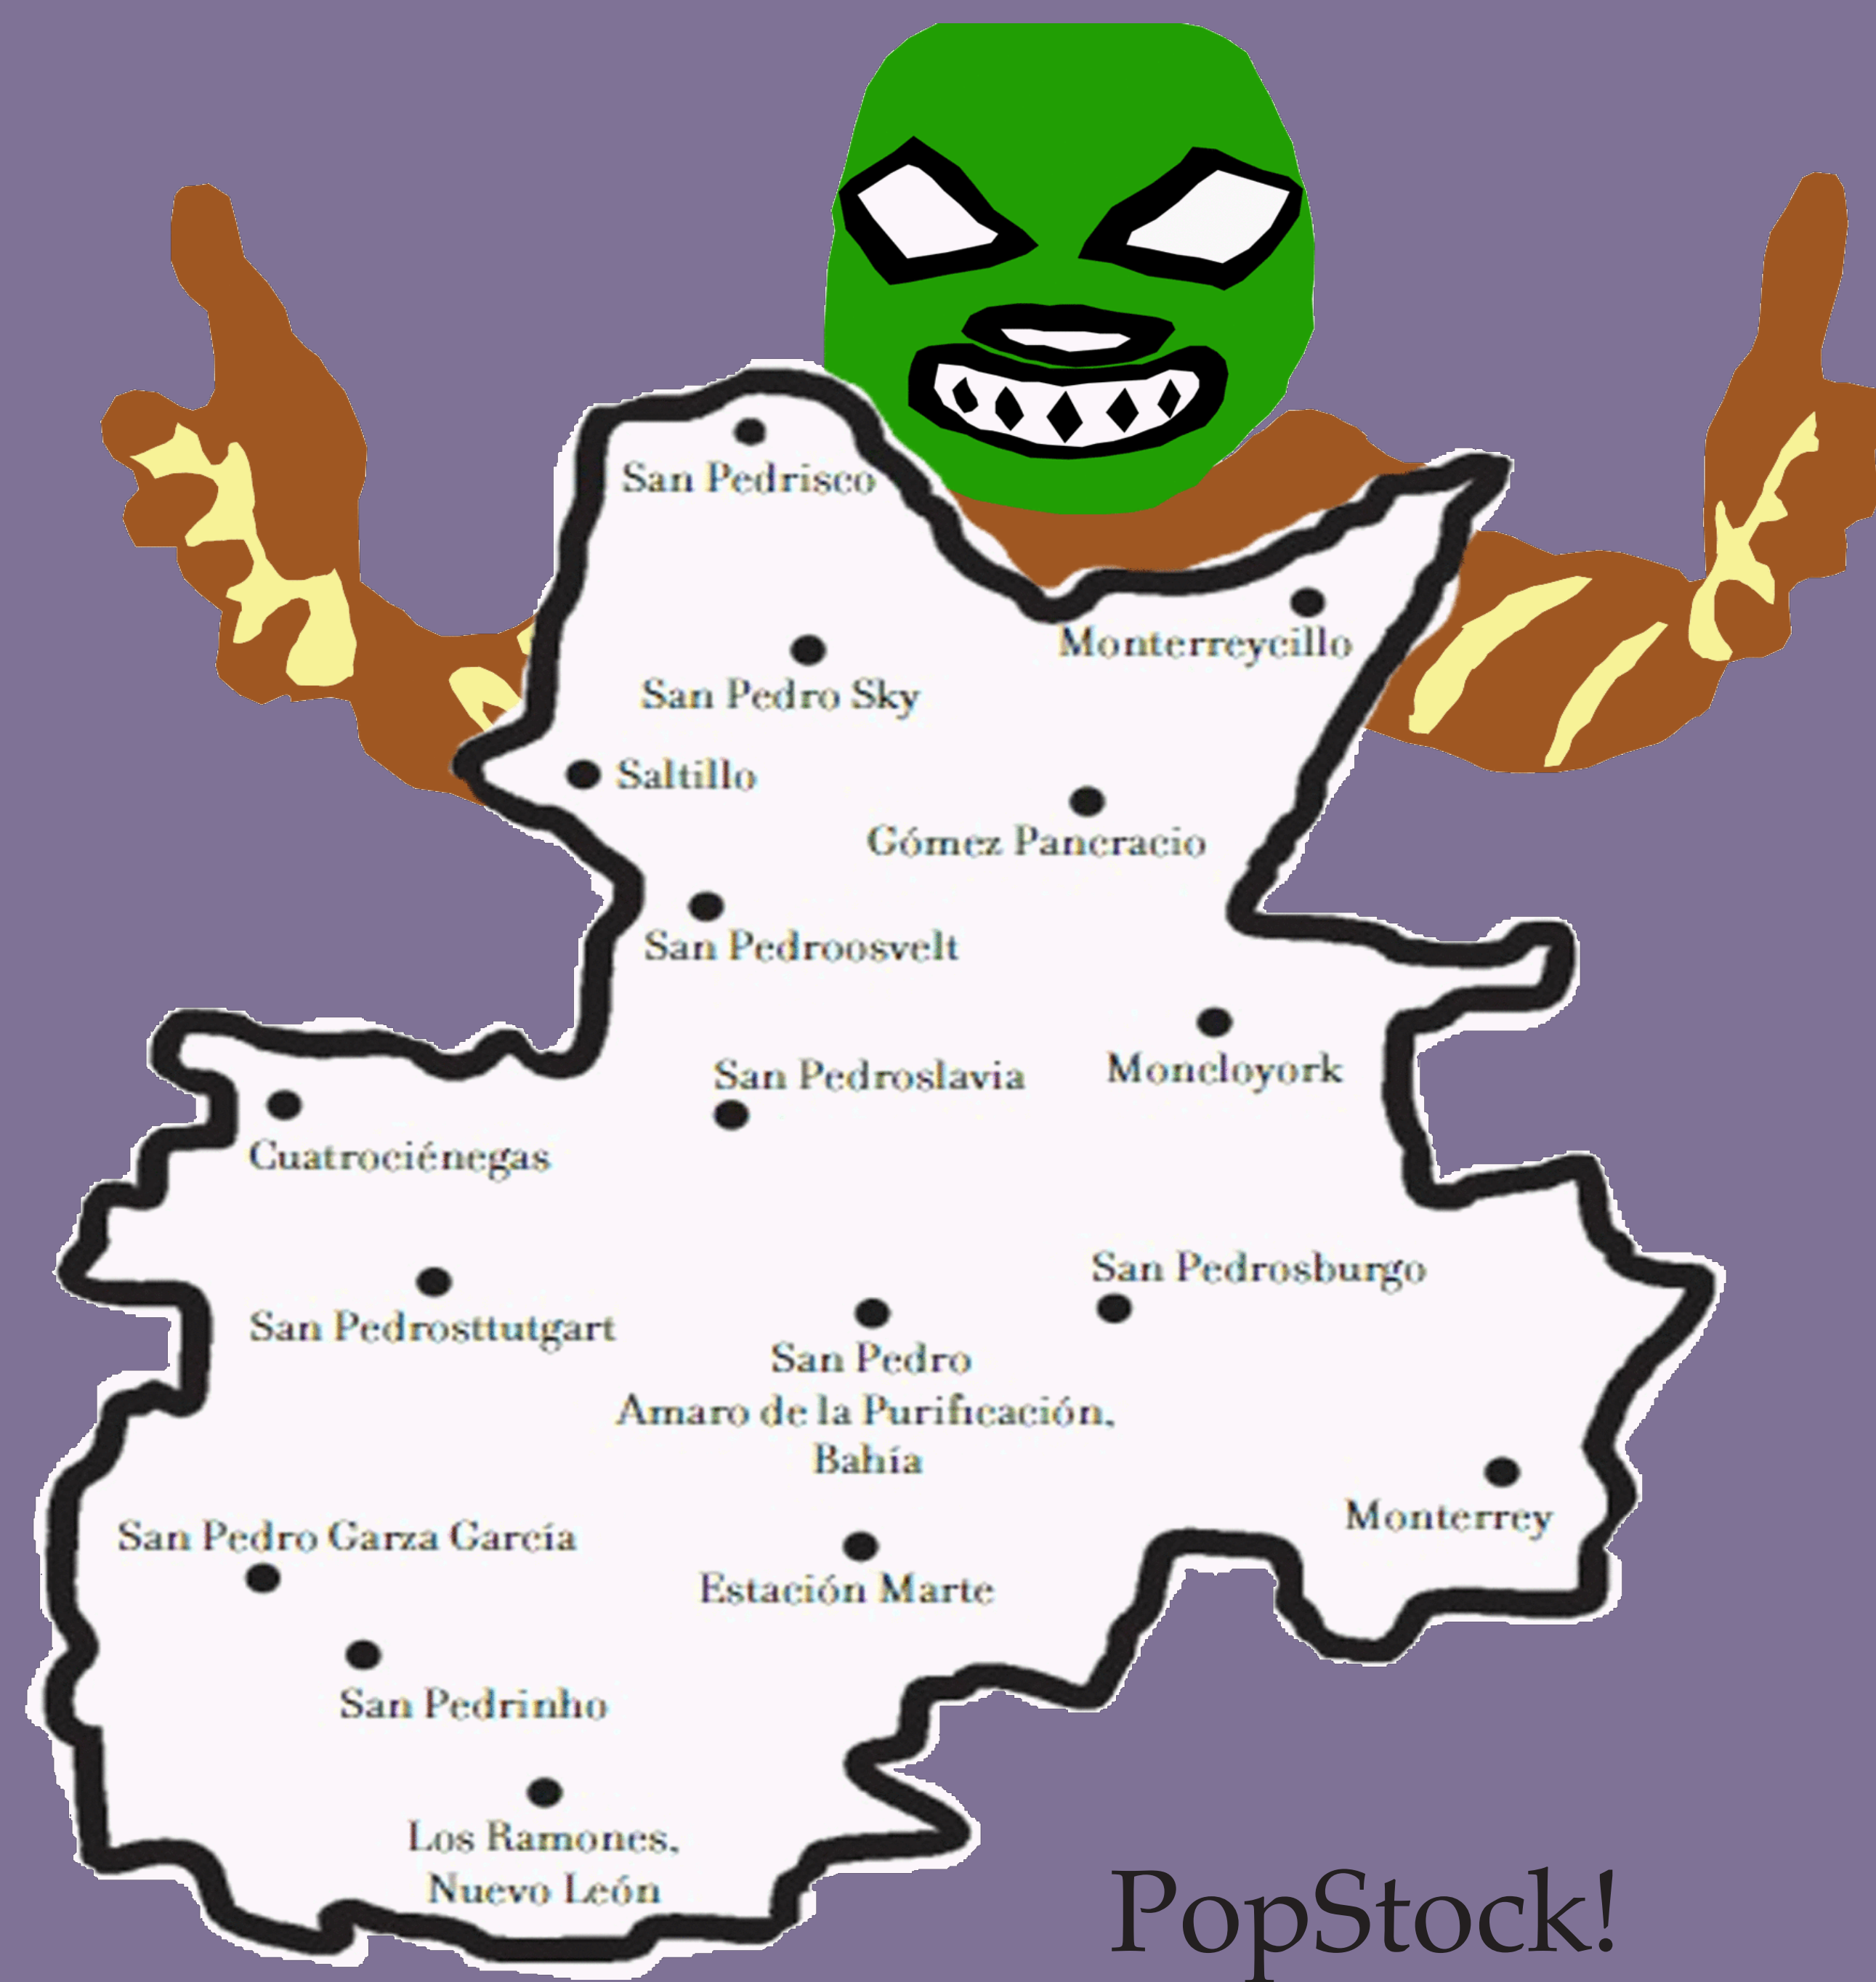 San Pedrisco
Monterreycillo
San Pedro Sky
Saltillo
Gómez Pancracio
San Pedroosvelt
San Pedroslavia
Moncloyork
Cuatrociénegas
San Pedrosburgo
San Pedrosttutgart
San Pedro
Amaro de la Purificación,
Bahía
Monterrey
San Pedro Garza García
Estación Marte
San Pedrinho
Los Ramones,
Nuevo León
PopStock!